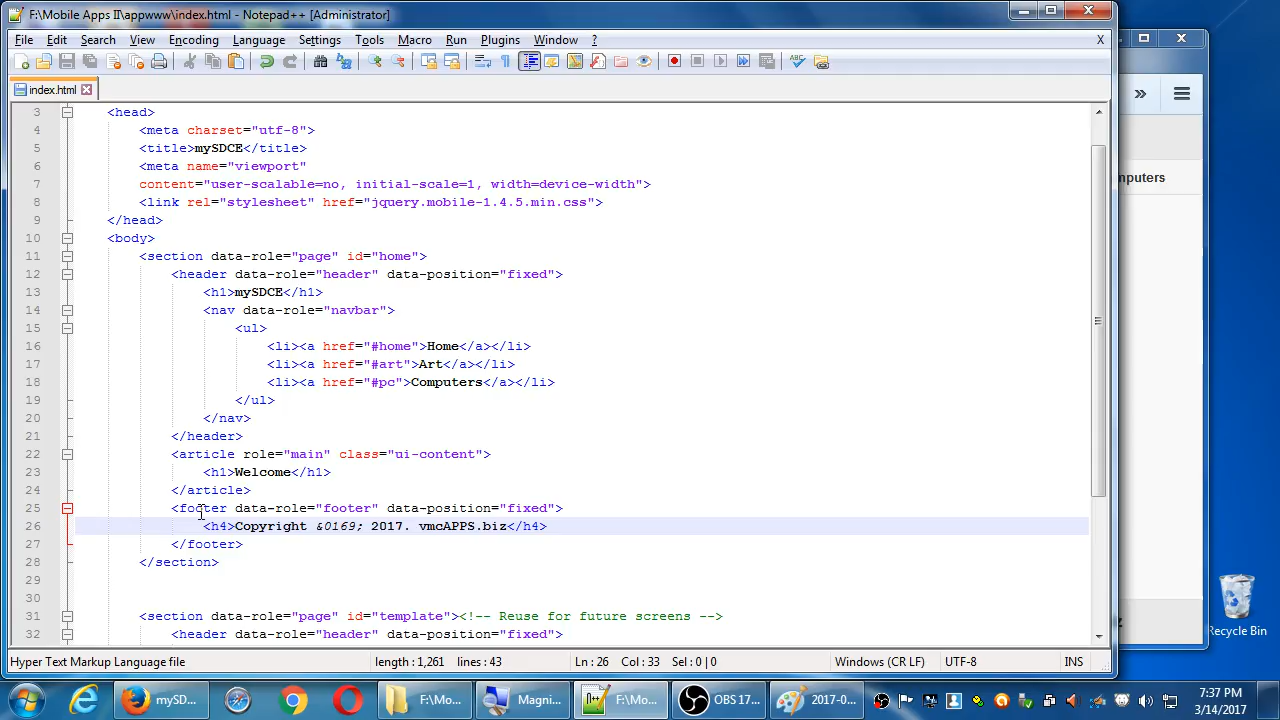 F:\Mobile Apps II\appwww\index.html - Notepad++ [Administrator]
File Edit Search View Encoding Language Settings Tools Macro Run Plugins Window ? X
index.html
3 <head>
4 <meta charset="utf-8">
5 <title>mySDCE</title>
6 <meta name="viewport"
7 content="user-scalable=no, initial-scale=1, width=device-width">
8 <link rel="stylesheet" href="jquery.mobile-1.4.5.min.css">
9 </head>
10 <body>
11 <section data-role="page" id="home">
12 <header data-role="header" data-position="fixed">
13 <h1>mySDCE</h1>
14 <nav data-role="navbar">
15 <ul>
16 <li><a href="#home">Home</a></li>
17 <li><a href="#art">Art</a></li>
18 <li><a href="#pc">Computers</a></li>
19 </ul>
20 </nav>
21 </header>
22 <article role="main" class="ui-content">
23 <h1>Welcome</h1>
24 </article>
25 <footer data-role="footer" data-position="fixed">
26 <h4>Copyright &0169; 2017. vmcAPPS.biz</h4>
27 </footer>
28 </section>
29
30
31 <section data-role="page" id="template"><!-- Reuse for future screens -->
32 <header data-role="header" data-position="fixed">
Hyper Text Markup Language file length : 1,261 lines : 43 Ln : 26 Col : 33 Sel : 0 | 0 Windows (CR LF) UTF-8 INS
nputers
Recycle Bin
mySD... F:\Mo... Magni... F:\Mo... OBS 17... 2017-0...
7:37 PM
3/14/2017